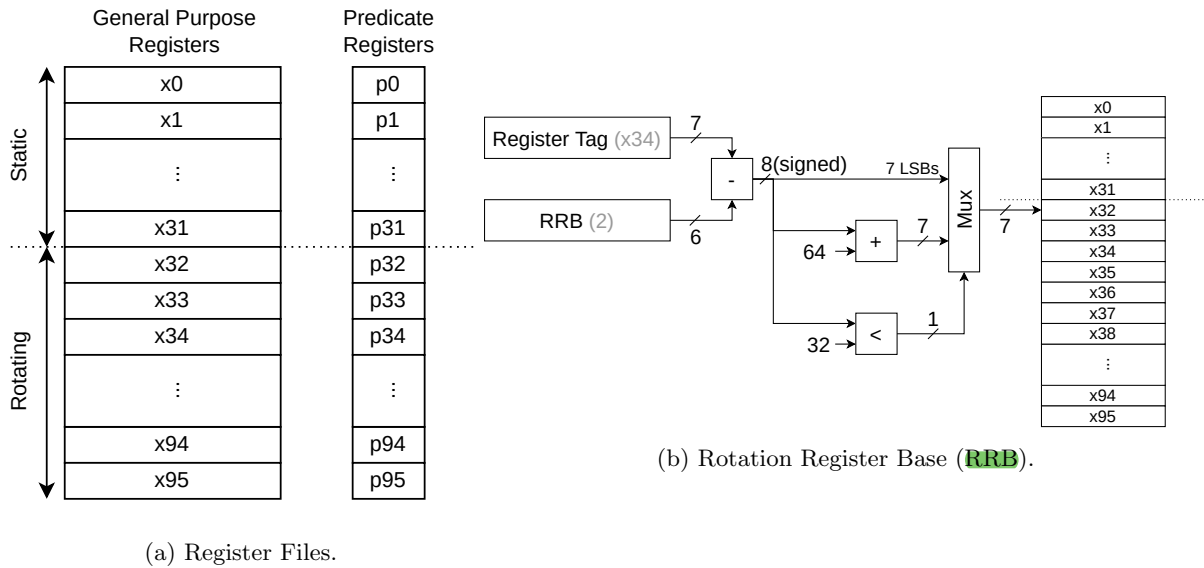 General Purpose
Registers
Predicate
Registers
Static
Rotating
x0
x1
⋮
x31
x32
x33
x34
⋮
x94
x95
p0
p1
⋮
p31
p32
p33
p34
⋮
p94
p95
(a) Register Files.
Register Tag (x34)
7
RRB (2)
6
-
8(signed)
7 LSBs
64
+
7
32
<
1
Mux
7
x0
x1
⋮
x31
x32
x33
x34
x35
x36
x37
x38
⋮
x94
x95
(b) Rotation Register Base (RRB).